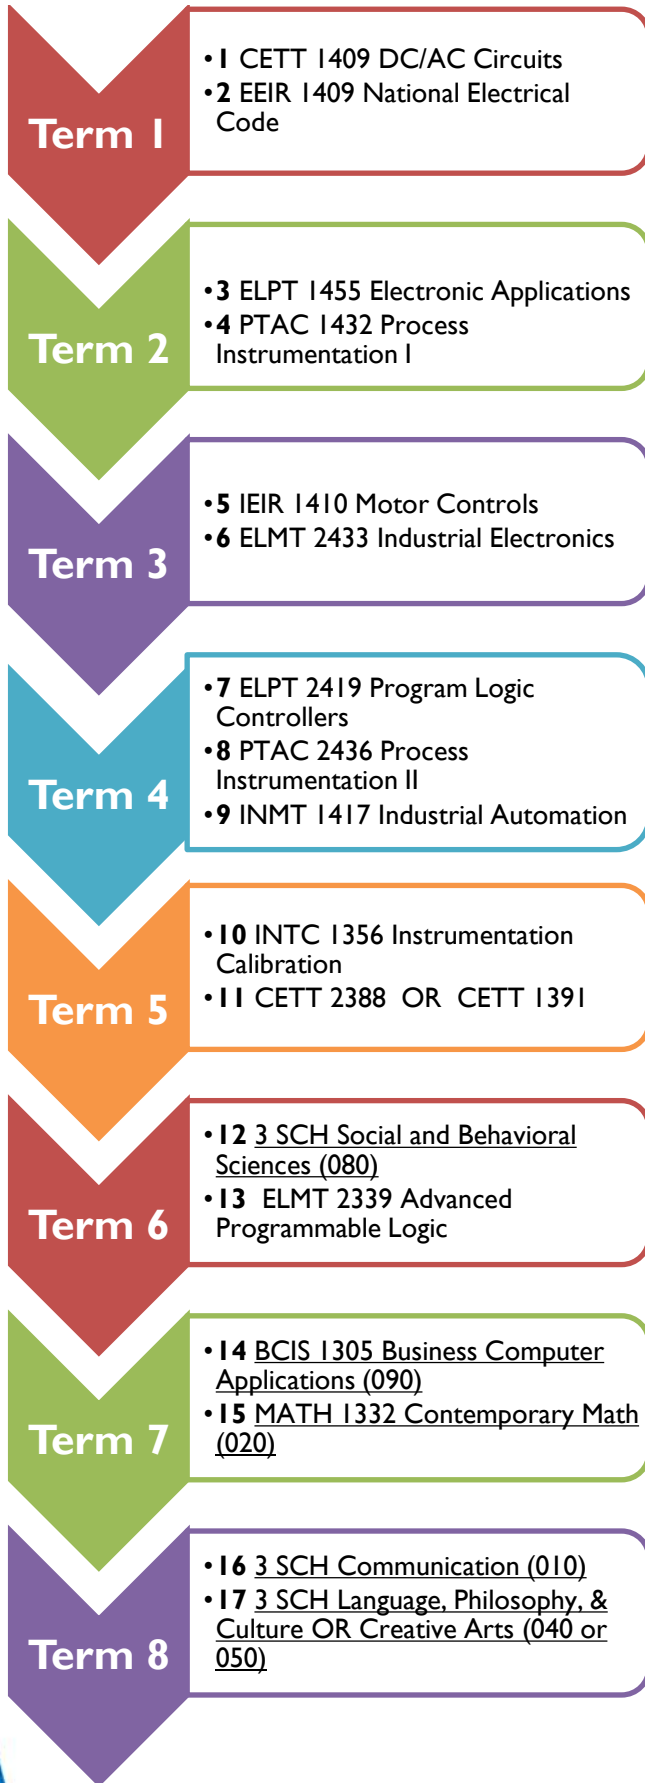 Term 1
•1 CETT 1409 DC/AC Circuits
•2 EEIR 1409 National Electrical
Code
Term 2
•3 ELPT 1455 Electronic Applications
•4 PTAC 1432 Process
Instrumentation I
Term 3
•5 IEIR 1410 Motor Controls
•6 ELMT 2433 Industrial Electronics
Term 4
•7 ELPT 2419 Program Logic
Controllers
•8 PTAC 2436 Process
Instrumentation II
•9 INMT 1417 Industrial Automation
Term 5
•10 INTC 1356 Instrumentation
Calibration
•11 CETT 2388 OR CETT 1391
Term 6
•12 3 SCH Social and Behavioral
Sciences (080)
•13 ELMT 2339 Advanced
Programmable Logic
Term 7
•14 BCIS 1305 Business Computer
Applications (090)
•15 MATH 1332 Contemporary Math
(020)
Term 8
•16 3 SCH Communication (010)
•17 3 SCH Language, Philosophy, &
Culture OR Creative Arts (040 or
050)